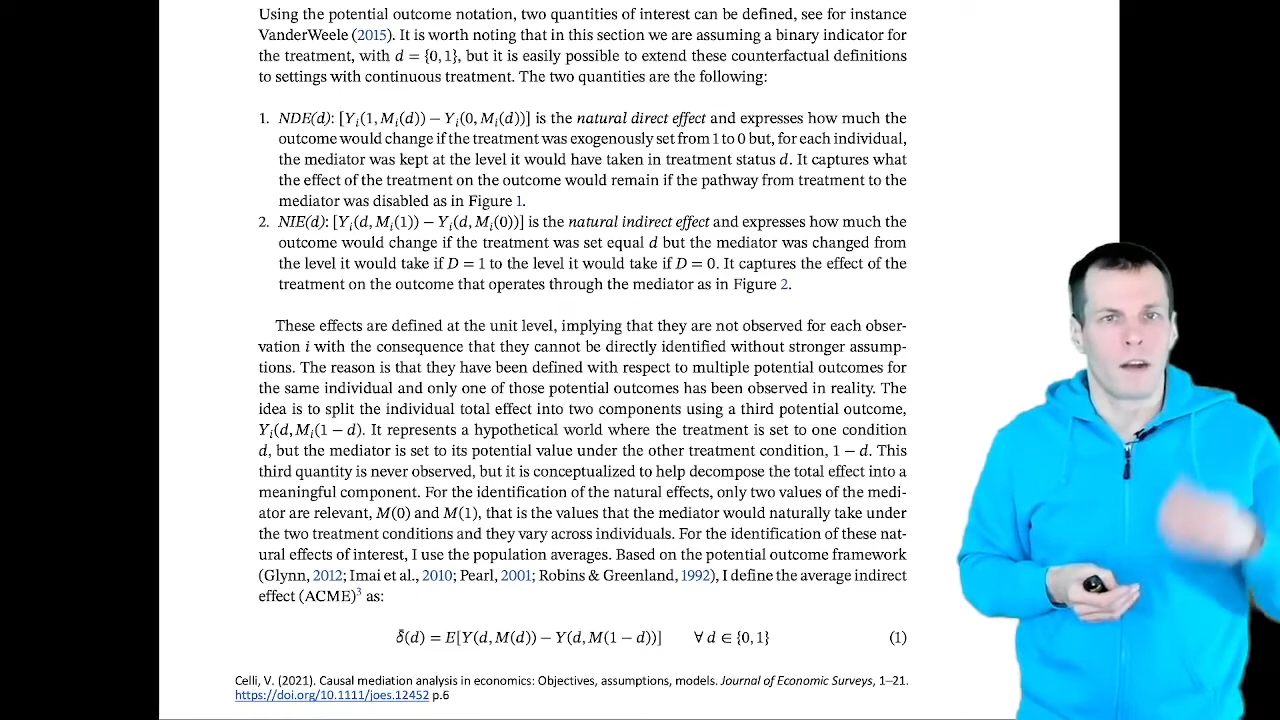 Using the potential outcome notation, two quantities of interest can be defined, see for instance
VanderWeele (2015). It is worth noting that in this section we are assuming a binary indicator for
the treatment, with d = {0, 1}, but it is easily possible to extend these counterfactual definitions
to settings with continuous treatment. The two quantities are the following:
1. NDE(d): [Yᵢ(1, Mᵢ(d)) − Yᵢ(0, Mᵢ(d))] is the natural direct effect and expresses how much the
outcome would change if the treatment was exogenously set from 1 to 0 but, for each individual,
the mediator was kept at the level it would have taken in treatment status d. It captures what
the effect of the treatment on the outcome would remain if the pathway from treatment to the
mediator was disabled as in Figure 1.
2. NIE(d): [Yᵢ(d, Mᵢ(1)) − Yᵢ(d, Mᵢ(0))] is the natural indirect effect and expresses how much the
outcome would change if the treatment was set equal d but the mediator was changed from
the level it would take if D = 1 to the level it would take if D = 0. It captures the effect of the
treatment on the outcome that operates through the mediator as in Figure 2.
These effects are defined at the unit level, implying that they are not observed for each obser-
vation i with the consequence that they cannot be directly identified without stronger assump-
tions. The reason is that they have been defined with respect to multiple potential outcomes for
the same individual and only one of those potential outcomes has been observed in reality. The
idea is to split the individual total effect into two components using a third potential outcome,
Yᵢ(d, Mᵢ(1 − d). It represents a hypothetical world where the treatment is set to one condition
d, but the mediator is set to its potential value under the other treatment condition, 1 − d. This
third quantity is never observed, but it is conceptualized to help decompose the total effect into a
meaningful component. For the identification of the natural effects, only two values of the medi-
ator are relevant, M(0) and M(1), that is the values that the mediator would naturally take under
the two treatment conditions and they vary across individuals. For the identification of these nat-
ural effects of interest, I use the population averages. Based on the potential outcome framework
(Glynn, 2012; Imai et al., 2010; Pearl, 2001; Robins & Greenland, 1992), I define the average indirect
effect (ACME)³ as:
δ̄(d) = E[Y(d, M(d)) − Y(d, M(1 − d))] ∀ d ∈ {0, 1} (1)
Celli, V. (2021). Causal mediation analysis in economics: Objectives, assumptions, models. Journal of Economic Surveys, 1–21.
https://doi.org/10.1111/joes.12452 p.6